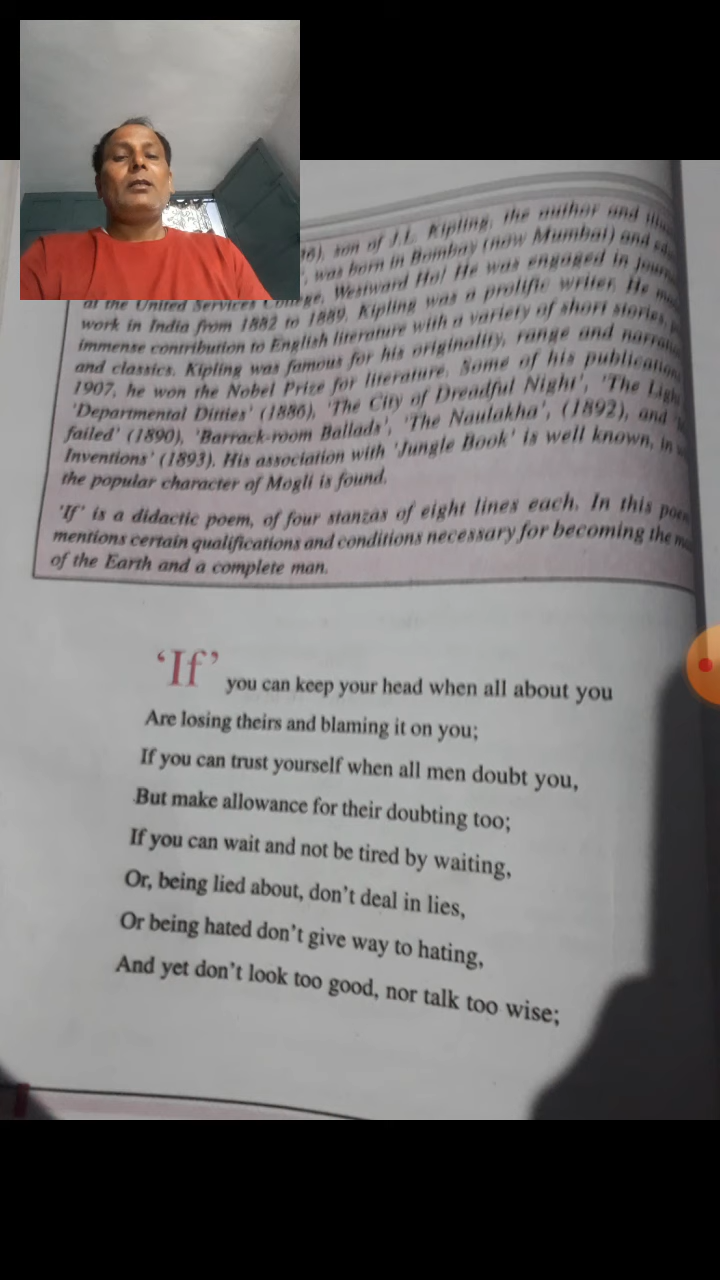 36), son of J.L. Kipling, the author and
was born in Bombay (now Mumbai) and
at the United Services College, Westward Ho! He was engaged in
work in India from 1882 to 1889. Kipling was a prolific writer. He
immense contribution to English literature with a variety of short stories,
and classics. Kipling was famous for his originality, range and
1907, he won the Nobel Prize for literature. Some of his
'Departmental Ditties' (1886), 'The City of Dreadful Night', 'The
failed' (1890), 'Barrack-room Ballads', 'The Naulakha', (1892), and
Inventions' (1893). His association with 'Jungle Book' is well known, in
the popular character of Mogli is found.
'If' is a didactic poem, of four stanzas of eight lines each. In this
mentions certain qualifications and conditions necessary for becoming the
of the Earth and a complete man.
'If' you can keep your head when all about you
Are losing theirs and blaming it on you;
If you can trust yourself when all men doubt you,
But make allowance for their doubting too;
If you can wait and not be tired by waiting,
Or, being lied about, don't deal in lies,
Or being hated don't give way to hating,
And yet don't look too good, nor talk too wise;